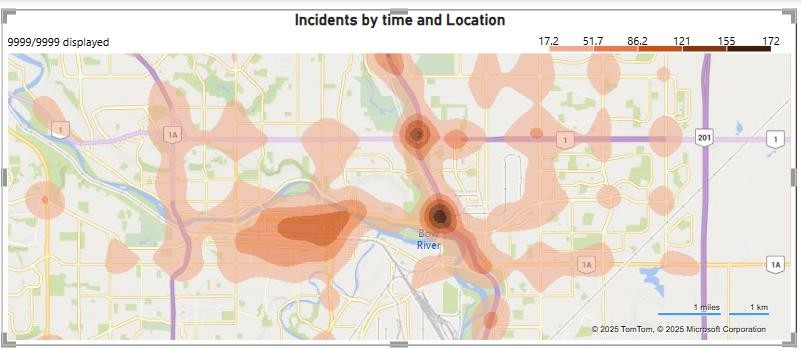 Incidents by time and Location
9999/9999 displayed
17.2 51.7 86.2 121 155 172
1
1A
1
201
1
Bow
River
1A
1A
1 miles 1 km
© 2025 TomTom, © 2025 Microsoft Corporation